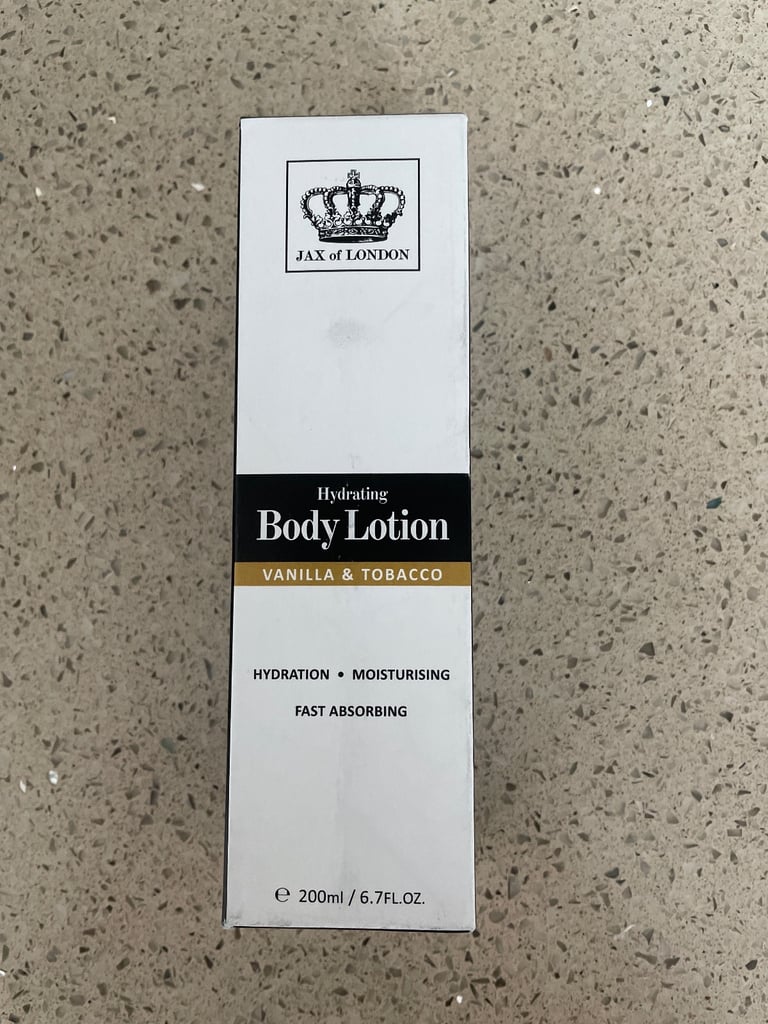 JAX of LONDON
Hydrating
Body Lotion
VANILLA & TOBACCO
HYDRATION • MOISTURISING
FAST ABSORBING
℮ 200ml / 6.7FL.OZ.